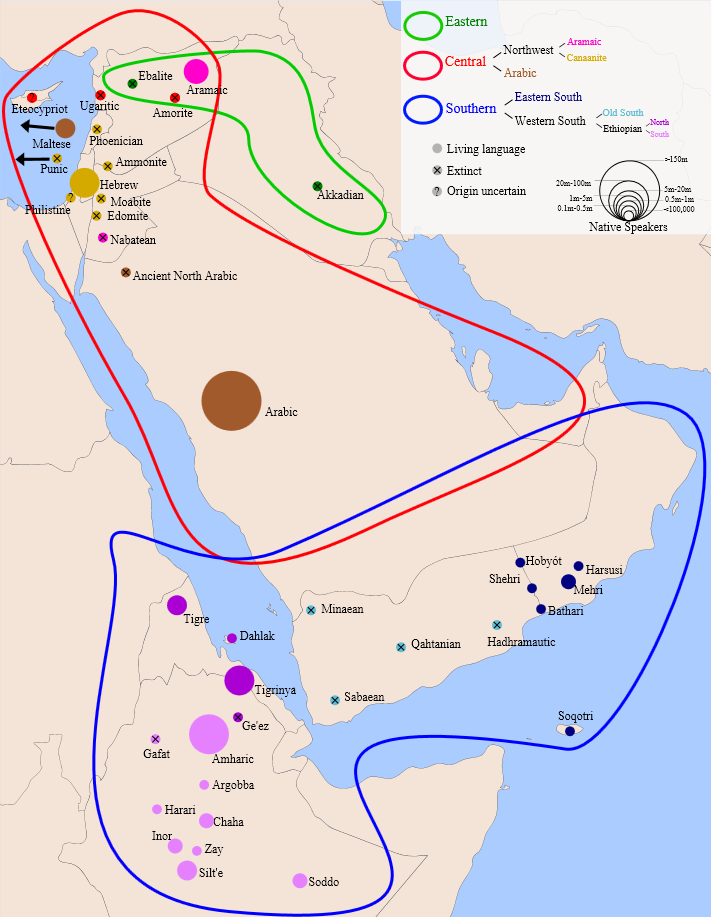 Eastern
Central
Northwest
Aramaic
Canaanite
Arabic
Southern
Eastern South
Western South
Old South
Ethiopian
North
South
Living language
Extinct
? Origin uncertain
>150m
20m-100m
5m-20m
1m-5m
0.5m-1m
0.1m-0.5m
<100,000
Native Speakers
Ebalite
Aramaic
Eteocypriot
Ugaritic
Amorite
Maltese
Phoenician
Punic
Ammonite
Hebrew
Akkadian
?
Philistine
Moabite
Edomite
Nabatean
Ancient North Arabic
Arabic
Hobyót
Harsusi
Shehri
Mehri
Bathari
Minaean
Tigre
Dahlak
Qahtanian
Hadhramautic
Tigrinya
Sabaean
Soqotri
Ge'ez
Gafat
Amharic
Argobba
Harari
Chaha
Inor
Zay
Silt'e
Soddo